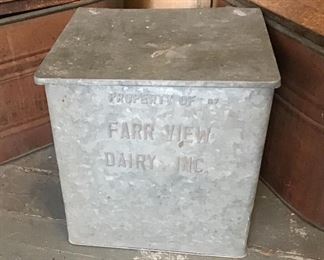 PROPERTY OF
FARR VIEW
DAIRY, INC.